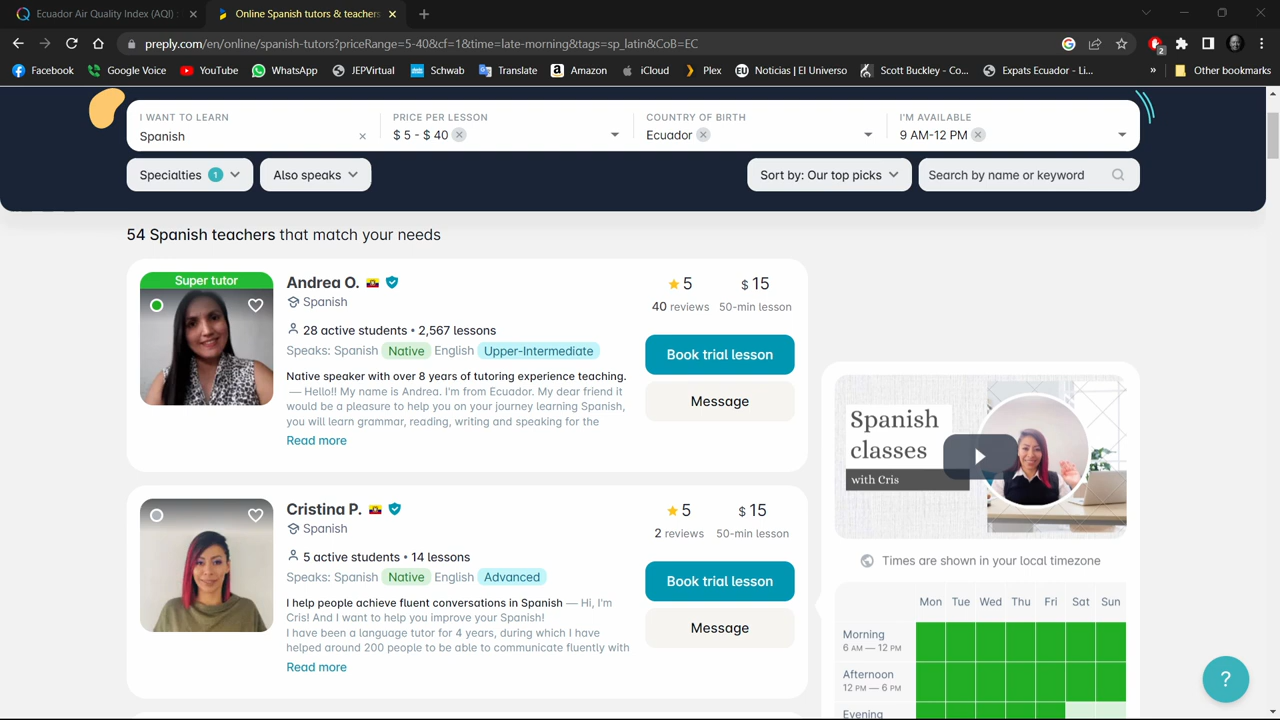 Ecuador Air Quality Index (AQI)
Online Spanish tutors & teachers
preply.com/en/online/spanish-tutors?priceRange=5-40&cf=1&time=late-morning&tags=sp_latin&CoB=EC
2
Facebook
Google Voice
YouTube
WhatsApp
JEPVirtual
Schwab
Translate
Amazon
iCloud
Plex
EU Noticias | El Universo
Scott Buckley - Co...
Expats Ecuador - Li...
»
Other bookmarks
I WANT TO LEARN
Spanish
PRICE PER LESSON
$ 5 - $ 40
COUNTRY OF BIRTH
Ecuador
I'M AVAILABLE
9 AM-12 PM
Specialties 1
Also speaks
Sort by: Our top picks
Search by name or keyword
54 Spanish teachers that match your needs
Super tutor
Andrea O.
Spanish
28 active students • 2,567 lessons
Speaks: Spanish Native English Upper-Intermediate
Native speaker with over 8 years of tutoring experience teaching.
— Hello!! My name is Andrea. I'm from Ecuador. My dear friend it
would be a pleasure to help you on your journey learning Spanish,
you will learn grammar, reading, writing and speaking for the
Read more
5
40 reviews
$ 15
50-min lesson
Book trial lesson
Message
Cristina P.
Spanish
5 active students • 14 lessons
Speaks: Spanish Native English Advanced
I help people achieve fluent conversations in Spanish — Hi, I'm
Cris! And I want to help you improve your Spanish!
I have been a language tutor for 4 years, during which I have
helped around 200 people to be able to communicate fluently with
Read more
5
2 reviews
$ 15
50-min lesson
Book trial lesson
Message
Spanish
classes
with Cris
Times are shown in your local timezone
Mon Tue Wed Thu Fri Sat Sun
Morning
6 AM — 12 PM
Afternoon
12 PM — 6 PM
Evening
?